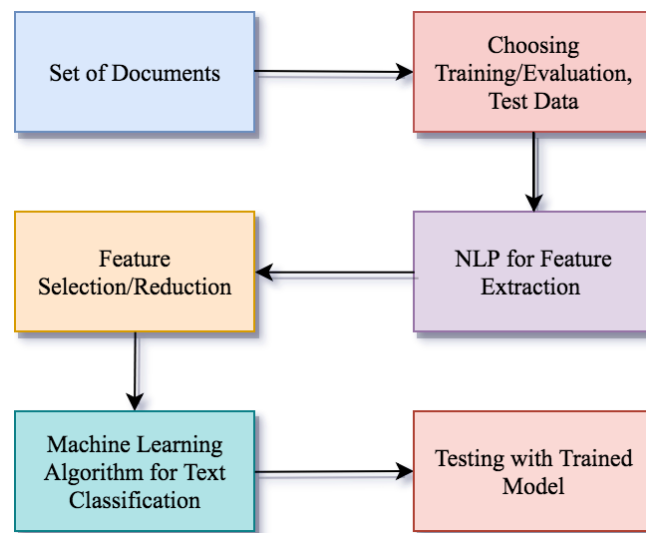 Set of Documents
Choosing
Training/Evaluation,
Test Data
NLP for Feature
Extraction
Feature
Selection/Reduction
Machine Learning
Algorithm for Text
Classification
Testing with Trained
Model